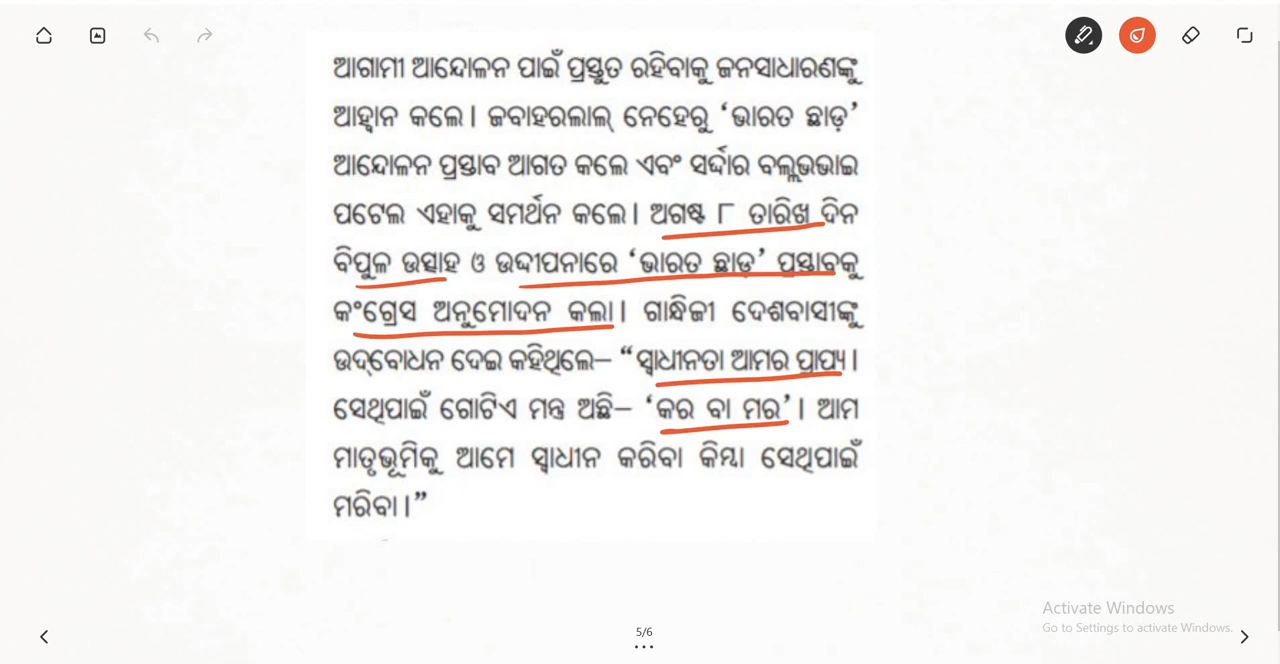 ଆଗାମୀ ଆନ୍ଦୋଳନ ପାଇଁ ପ୍ରସ୍ତୁତ ରହିବାକୁ ଜନସାଧାରଣଙ୍କୁ
ଆହ୍ୱାନ କଲେ। ଜବାହରଲାଲ୍ ନେହେରୁ ‘ଭାରତ ଛାଡ଼’
ଆନ୍ଦୋଳନ ପ୍ରସ୍ତାବ ଆଗତ କଲେ ଏବଂ ସର୍ଦ୍ଦାର ବଲ୍ଲଭଭାଇ
ପଟେଲ ଏହାକୁ ସମର୍ଥନ କଲେ। ଅଗଷ୍ଟ ୮ ତାରିଖ ଦିନ
ବିପୁଳ ଉତ୍ସାହ ଓ ଉଦ୍ଦୀପନାରେ ‘ଭାରତ ଛାଡ଼’ ପ୍ରସ୍ତାବକୁ
କଂଗ୍ରେସ ଅନୁମୋଦନ କଲା। ଗାନ୍ଧିଜୀ ଦେଶବାସୀଙ୍କୁ
ଉଦ୍‌ବୋଧନ ଦେଇ କହିଥିଲେ– “ସ୍ୱାଧୀନତା ଆମର ପ୍ରାପ୍ୟ।
ସେଥିପାଇଁ ଗୋଟିଏ ମନ୍ତ୍ର ଅଛି– ‘କର ବା ମର’। ଆମ
ମାତୃଭୂମିକୁ ଆମେ ସ୍ୱାଧୀନ କରିବା କିମ୍ବା ସେଥିପାଇଁ
ମରିବା।”
Activate Windows
Go to Settings to activate Windows.
5/6